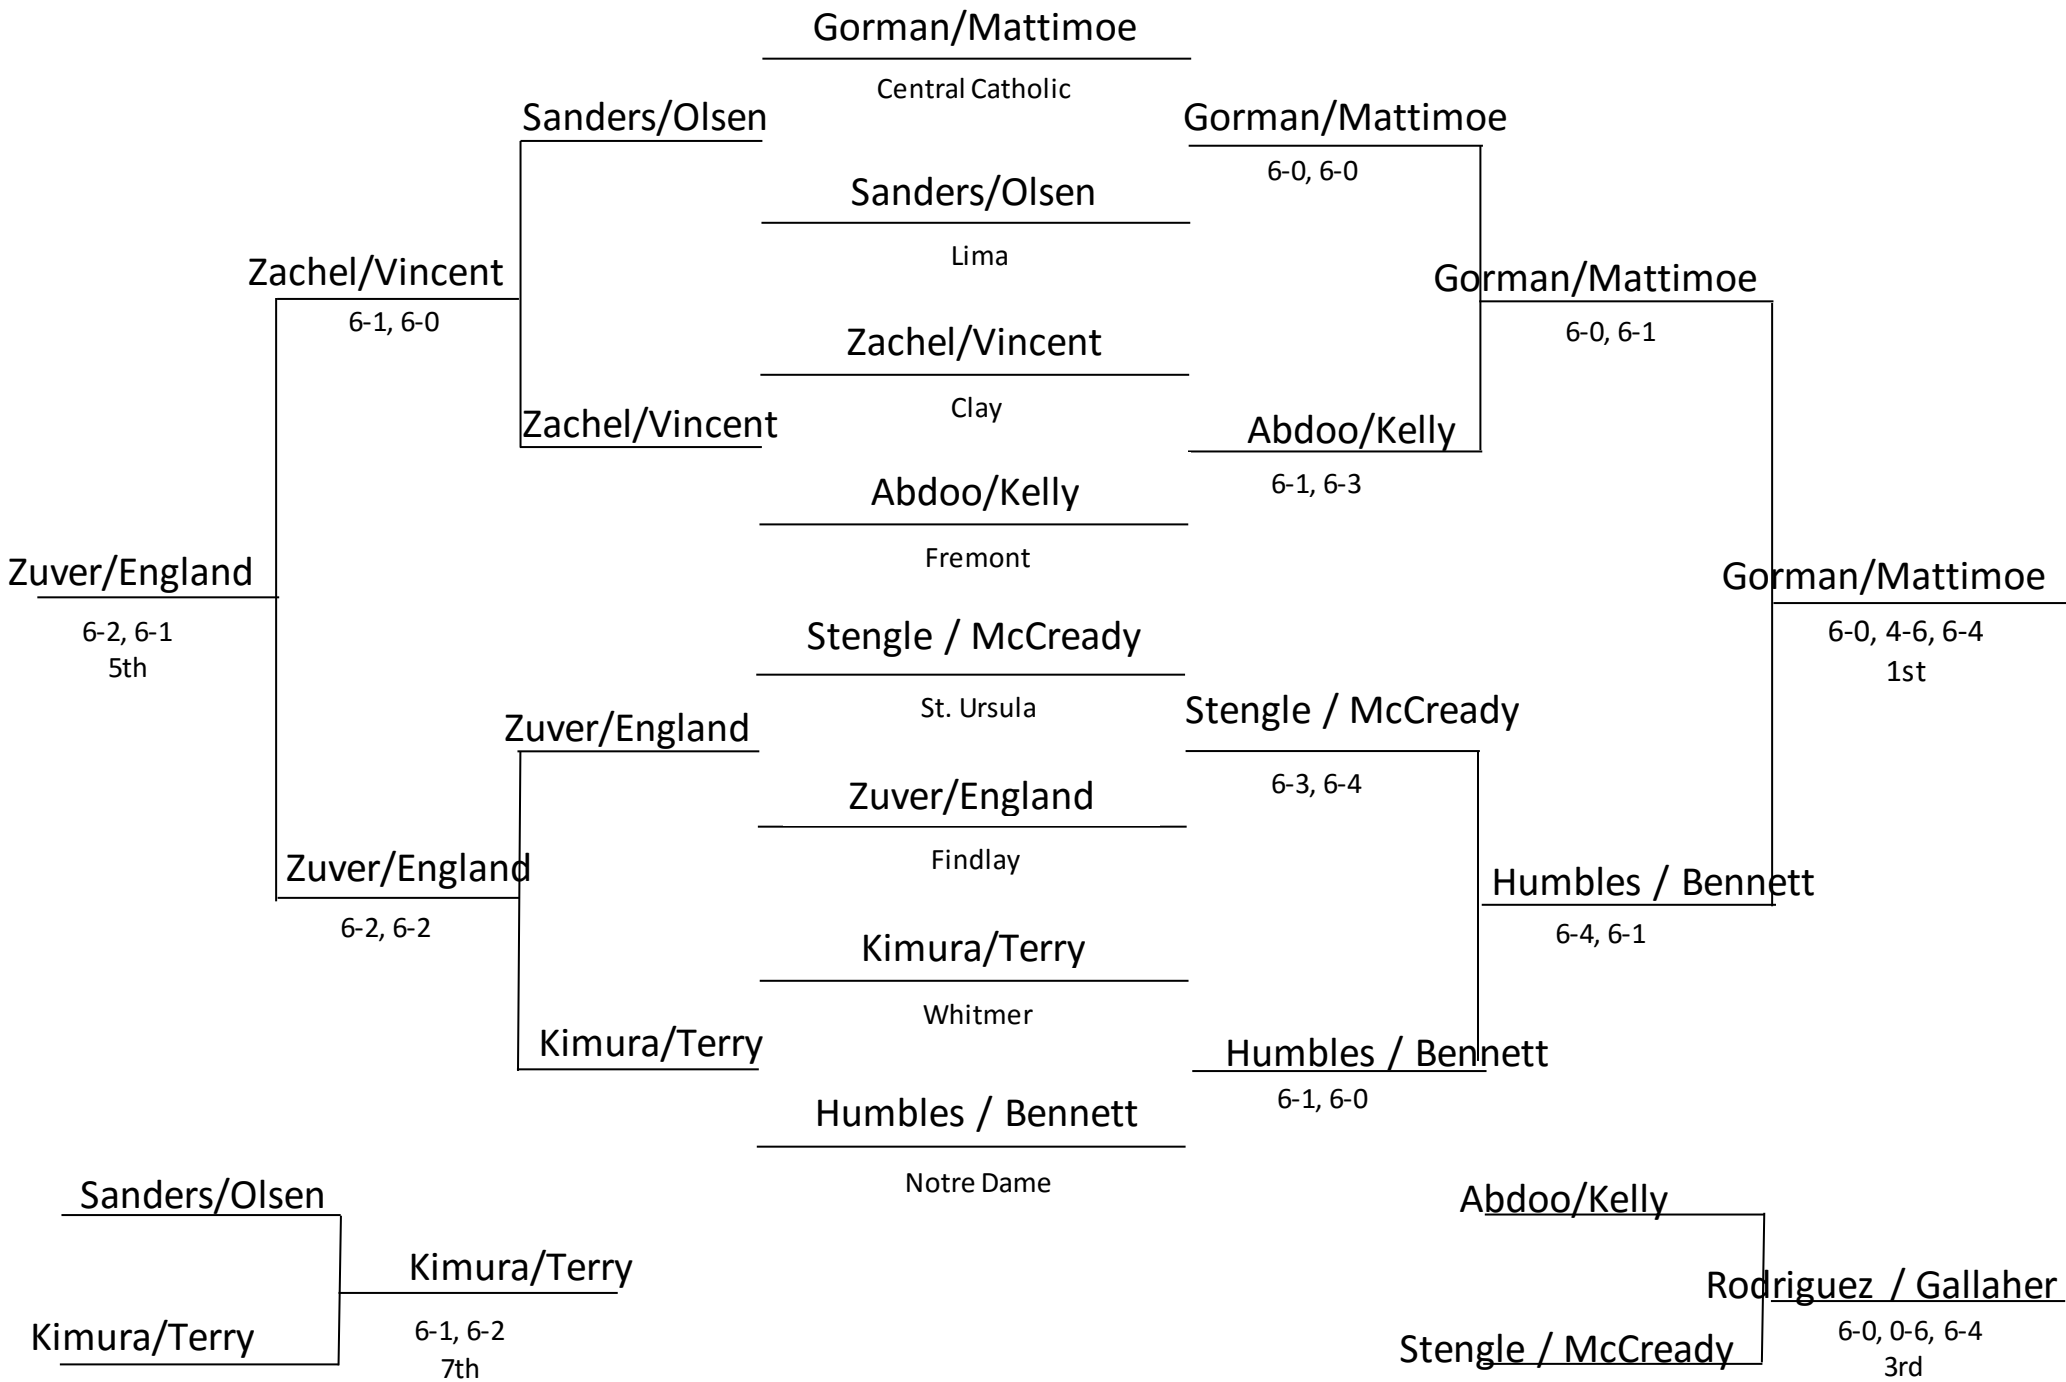 Gorman/Mattimoe
Central Catholic
Sanders/Olsen
Gorman/Mattimoe
6-0, 6-0
Sanders/Olsen
Lima
Zachel/Vincent
6-1, 6-0
Gorman/Mattimoe
6-0, 6-1
Zachel/Vincent
Clay
Zachel/Vincent
Abdoo/Kelly
6-1, 6-3
Abdoo/Kelly
Fremont
Zuver/England
6-2, 6-1
5th
Gorman/Mattimoe
6-0, 4-6, 6-4
1st
Stengle / McCready
St. Ursula
Zuver/England
Stengle / McCready
6-3, 6-4
Zuver/England
Findlay
Zuver/England
6-2, 6-2
Humbles / Bennett
6-4, 6-1
Kimura/Terry
Whitmer
Kimura/Terry
Humbles / Bennett
6-1, 6-0
Humbles / Bennett
Notre Dame
Sanders/Olsen
Kimura/Terry
6-1, 6-2
7th
Kimura/Terry
Abdoo/Kelly
Rodriguez / Gallaher
6-0, 0-6, 6-4
3rd
Stengle / McCready